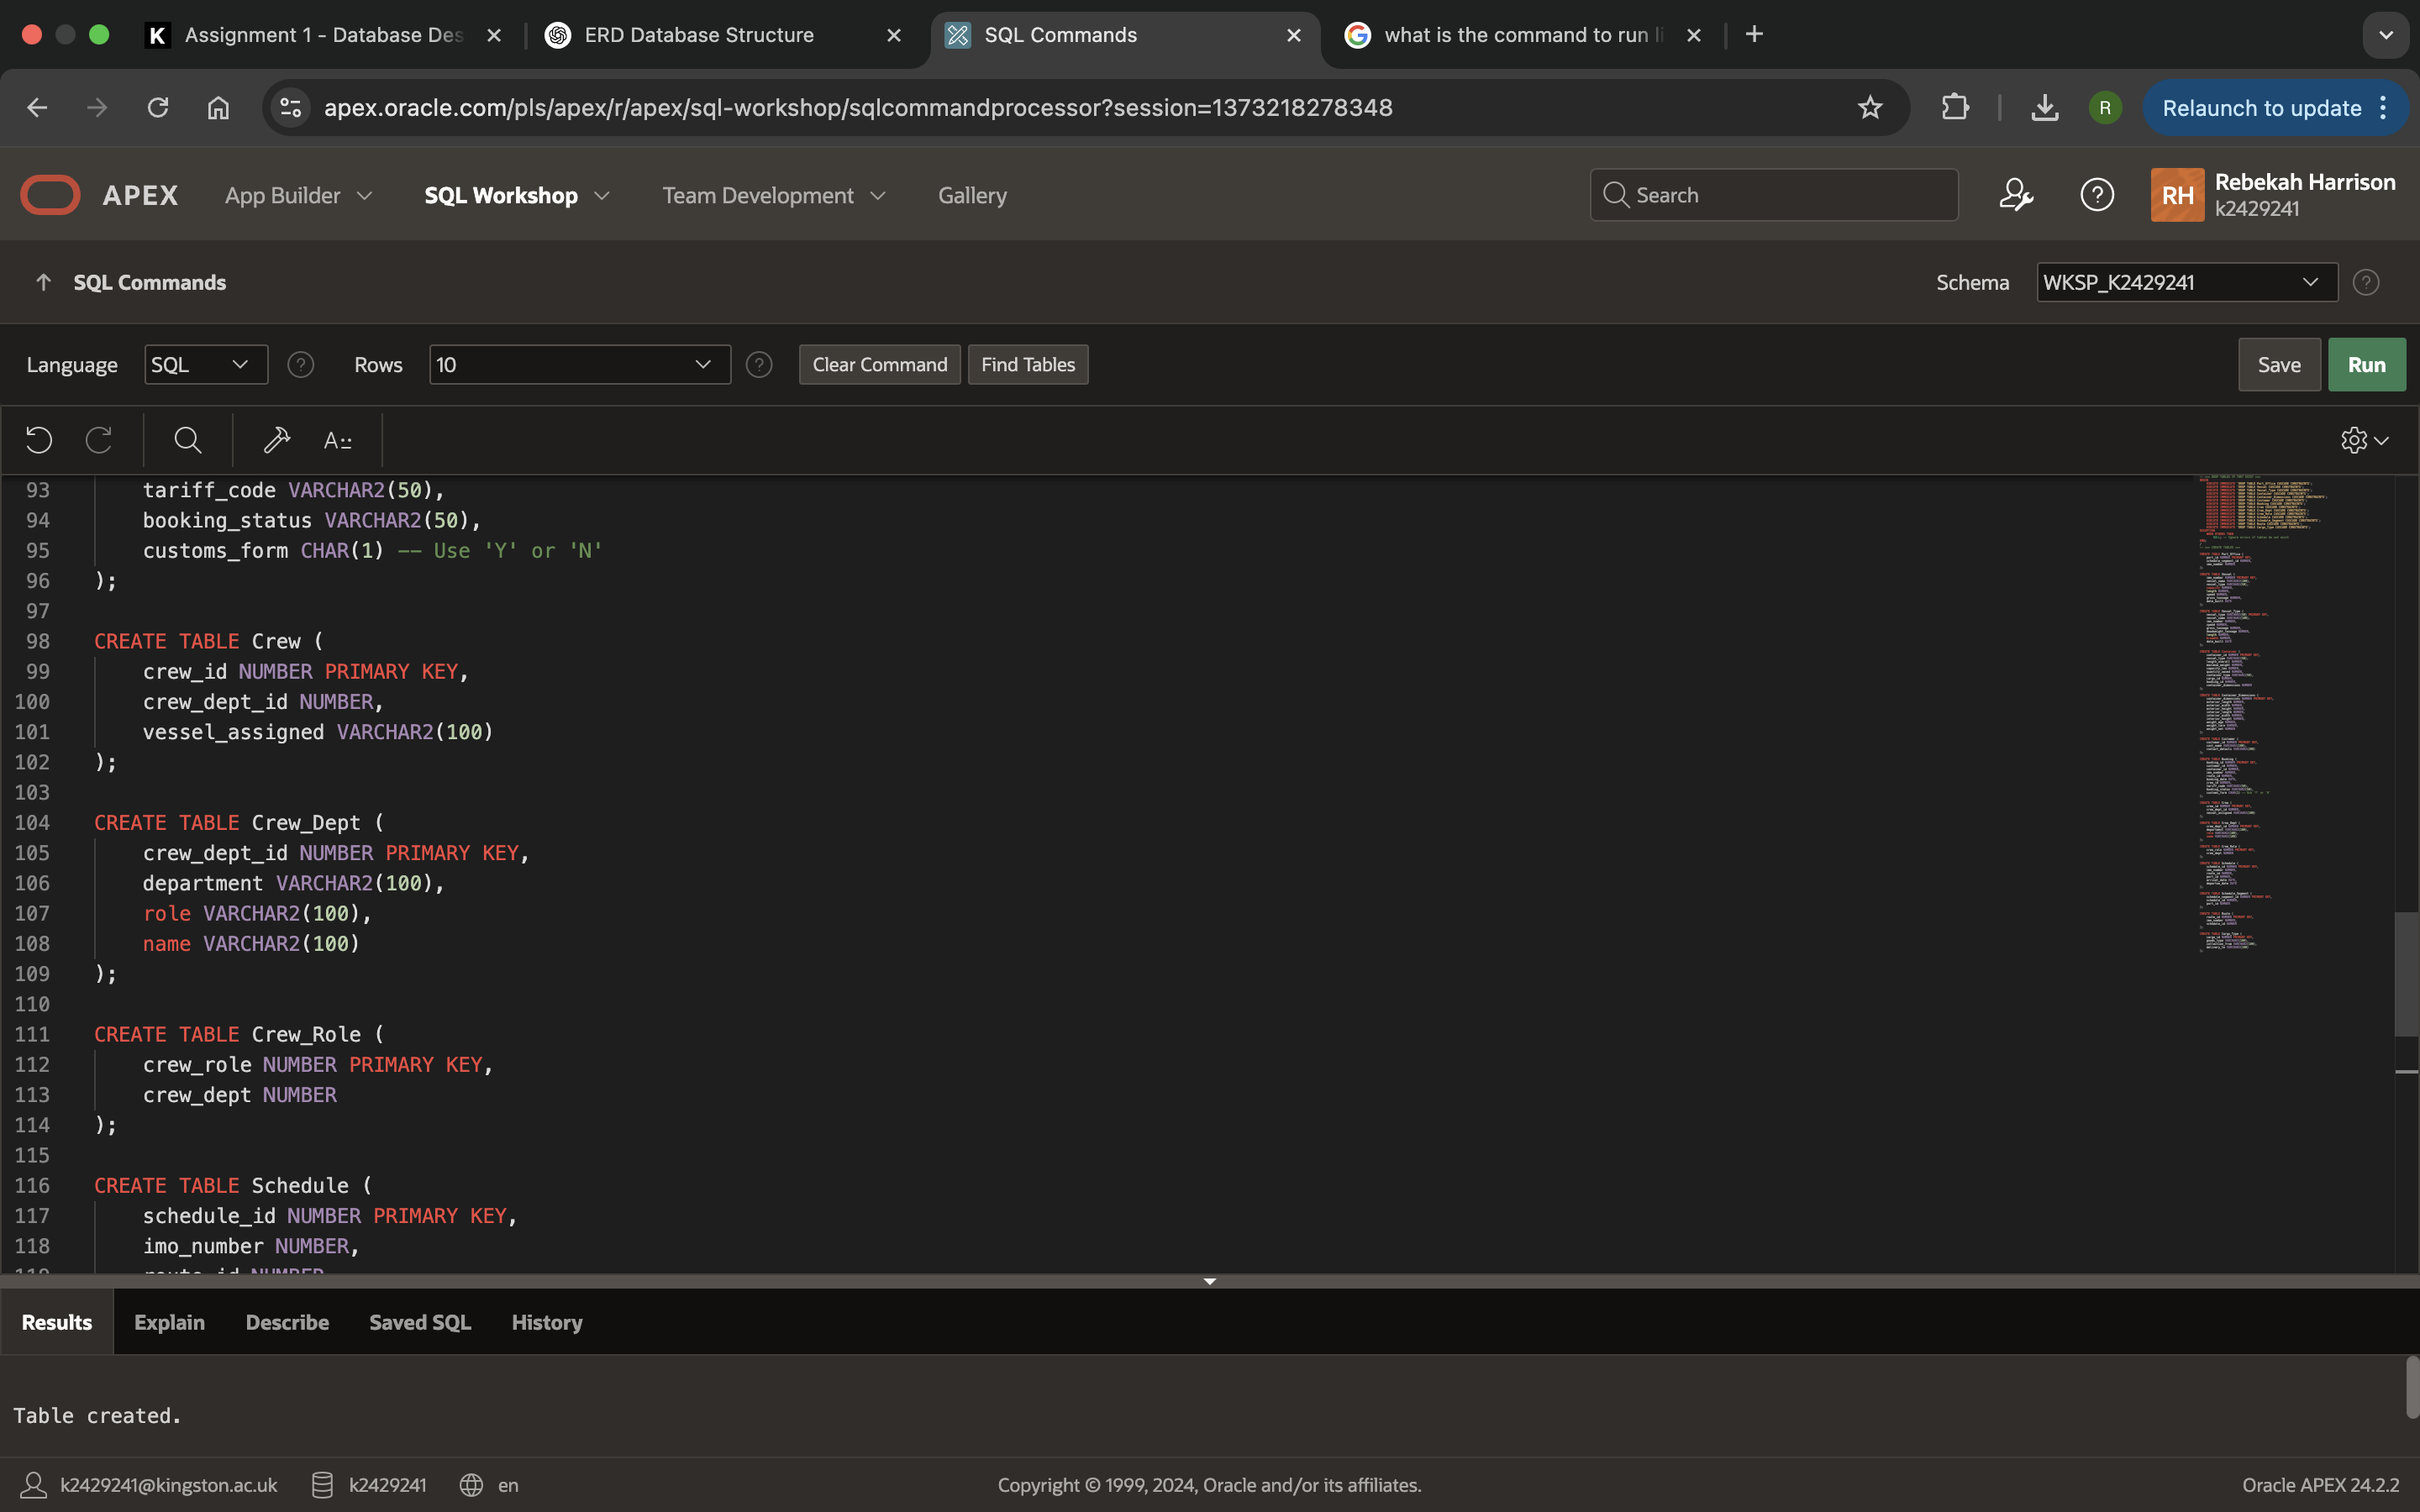 Assignment 1 - Database Des
ERD Database Structure
SQL Commands
what is the command to run li
apex.oracle.com/pls/apex/r/apex/sql-workshop/sqlcommandprocessor?session=1373218278348
R
Relaunch to update
APEX
App Builder
SQL Workshop
Team Development
Gallery
Search
RH
Rebekah Harrison
k2429241
SQL Commands
Schema
WKSP_K2429241
Language
SQL
Rows
10
Clear Command
Find Tables
Save
Run
93 tariff_code VARCHAR2(50),
94 booking_status VARCHAR2(50),
95 customs_form CHAR(1) -- Use 'Y' or 'N'
96 );
97
98 CREATE TABLE Crew (
99 crew_id NUMBER PRIMARY KEY,
100 crew_dept_id NUMBER,
101 vessel_assigned VARCHAR2(100)
102 );
103
104 CREATE TABLE Crew_Dept (
105 crew_dept_id NUMBER PRIMARY KEY,
106 department VARCHAR2(100),
107 role VARCHAR2(100),
108 name VARCHAR2(100)
109 );
110
111 CREATE TABLE Crew_Role (
112 crew_role NUMBER PRIMARY KEY,
113 crew_dept NUMBER
114 );
115
116 CREATE TABLE Schedule (
117 schedule_id NUMBER PRIMARY KEY,
118 imo_number NUMBER,
Results
Explain
Describe
Saved SQL
History
Table created.
k2429241@kingston.ac.uk
k2429241
en
Copyright © 1999, 2024, Oracle and/or its affiliates.
Oracle APEX 24.2.2